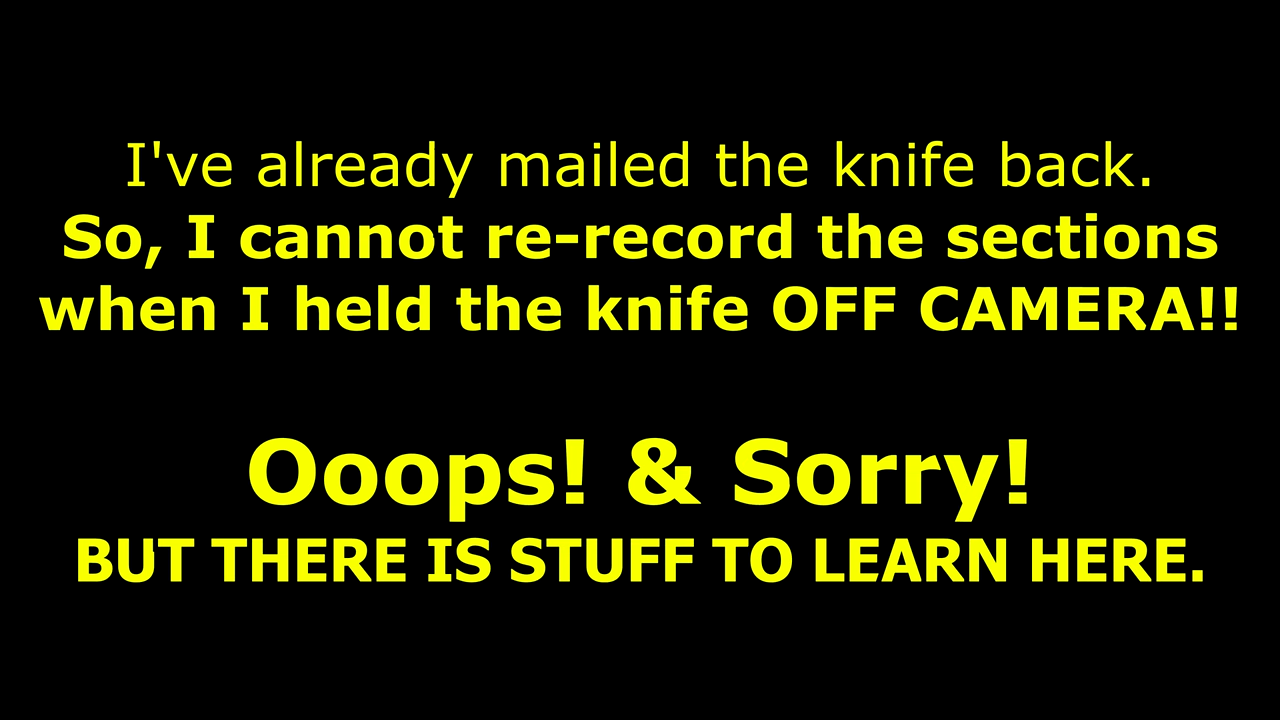 I've already mailed the knife back.
So, I cannot re-record the sections
when I held the knife OFF CAMERA!!
Ooops! & Sorry!
BUT THERE IS STUFF TO LEARN HERE.